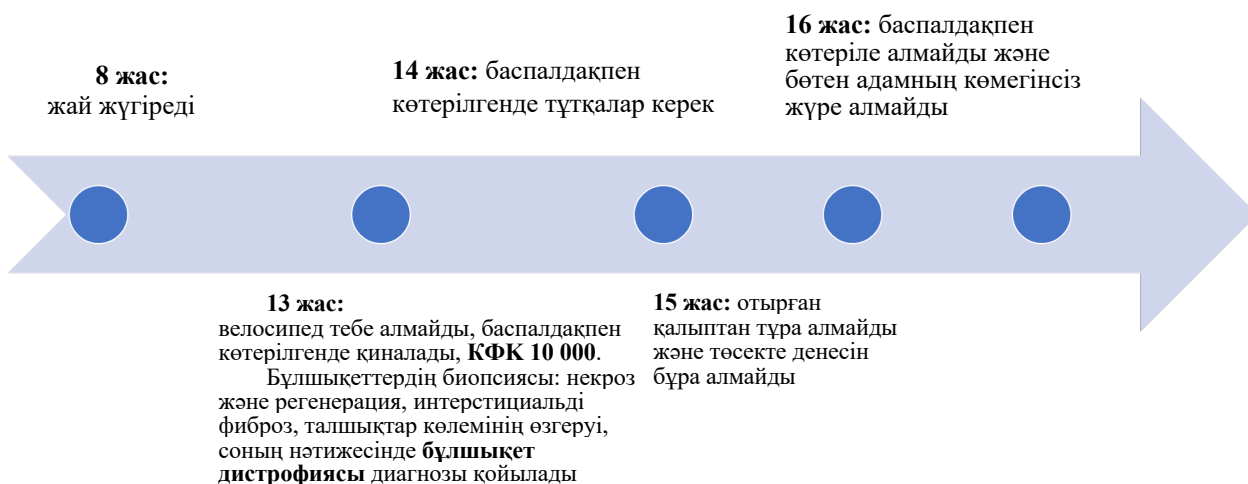 8 жас:
жай жүгіреді
13 жас:
велосипед тебе алмайды, баспалдақпен
көтерілгенде қиналады, КФК 10 000.
Бұлшықеттердің биопсиясы: некроз
және регенерация, интерстициальді
фиброз, талшықтар көлемінің өзгеруі,
соның нәтижесінде бұлшықет
дистрофиясы диагнозы қойылады
14 жас: баспалдақпен
көтерілгенде тұтқалар керек
15 жас: отырған
қалыптан тұра алмайды
және төсекте денесін
бұра алмайды
16 жас: баспалдақпен
көтеріле алмайды және
бөтен адамның көмегінсіз
жүре алмайды